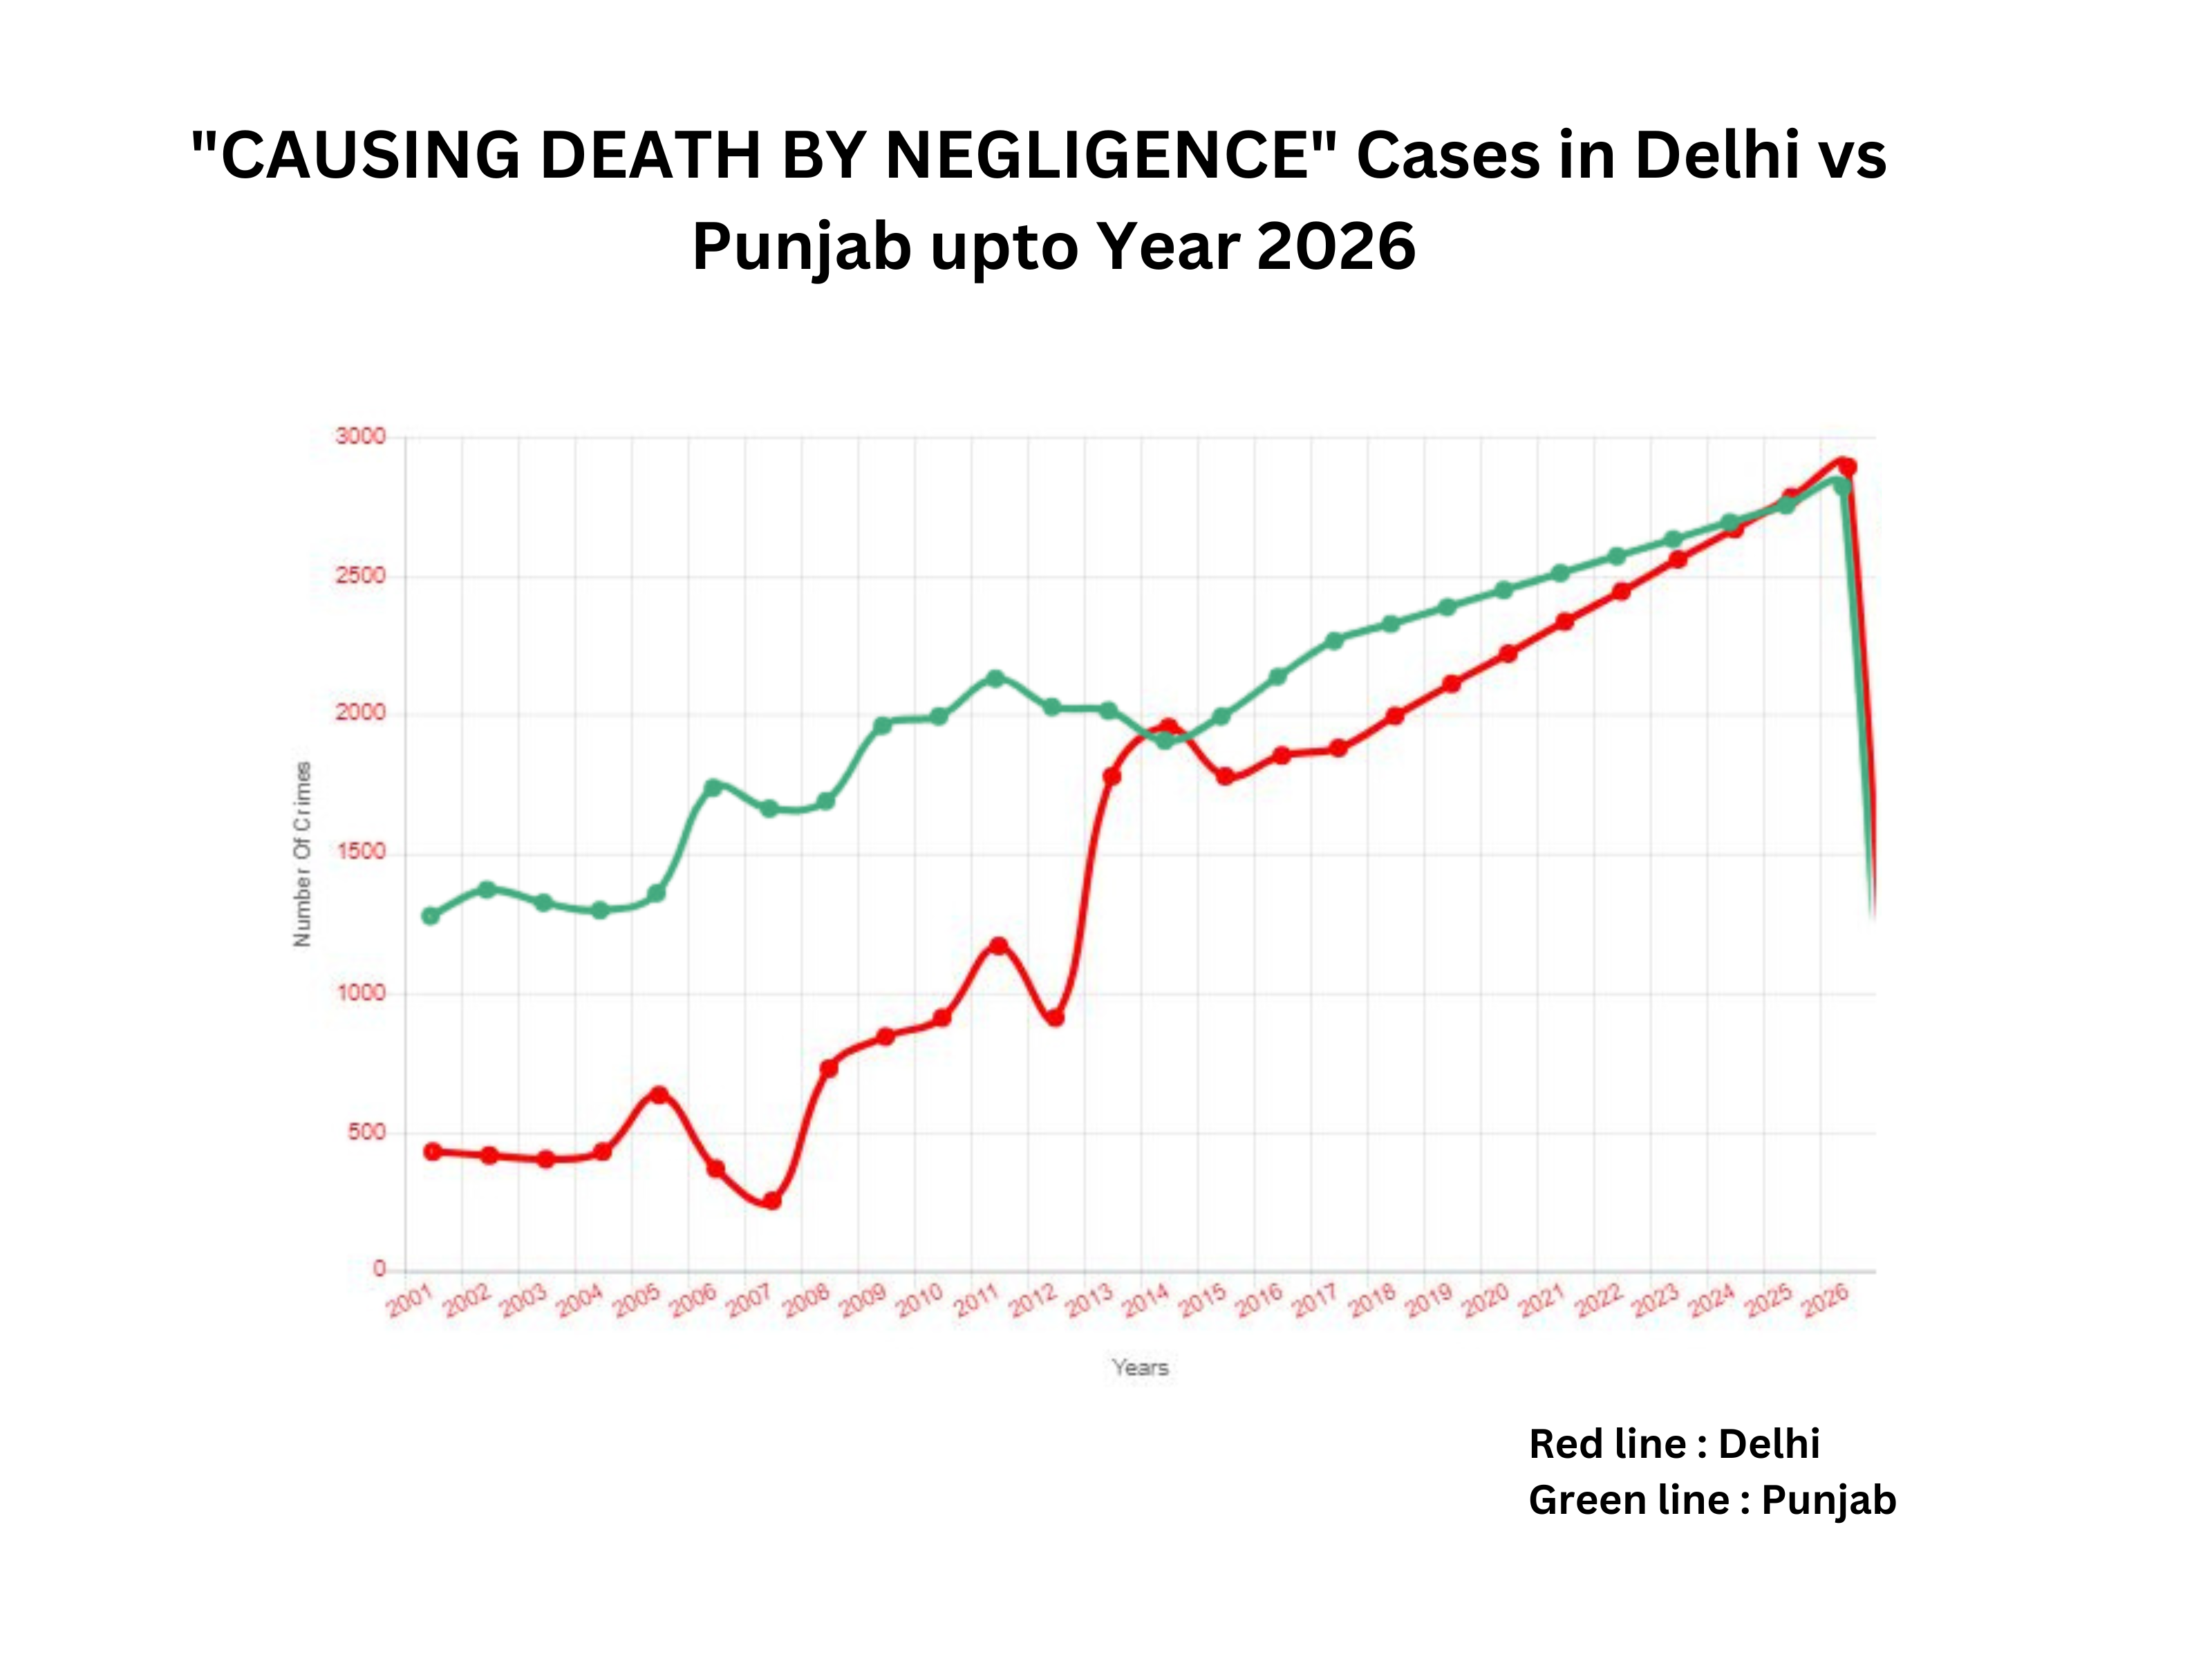 "CAUSING DEATH BY NEGLIGENCE" Cases in Delhi vs
Punjab upto Year 2026
3000
2500
2000
1500
1000
500
0
Number Of Crimes
2001 2002 2003 2004 2005 2006 2007 2008 2009 2010 2011 2012 2013 2014 2015 2016 2017 2018 2019 2020 2021 2022 2023 2024 2025 2026
Years
Red line : Delhi
Green line : Punjab